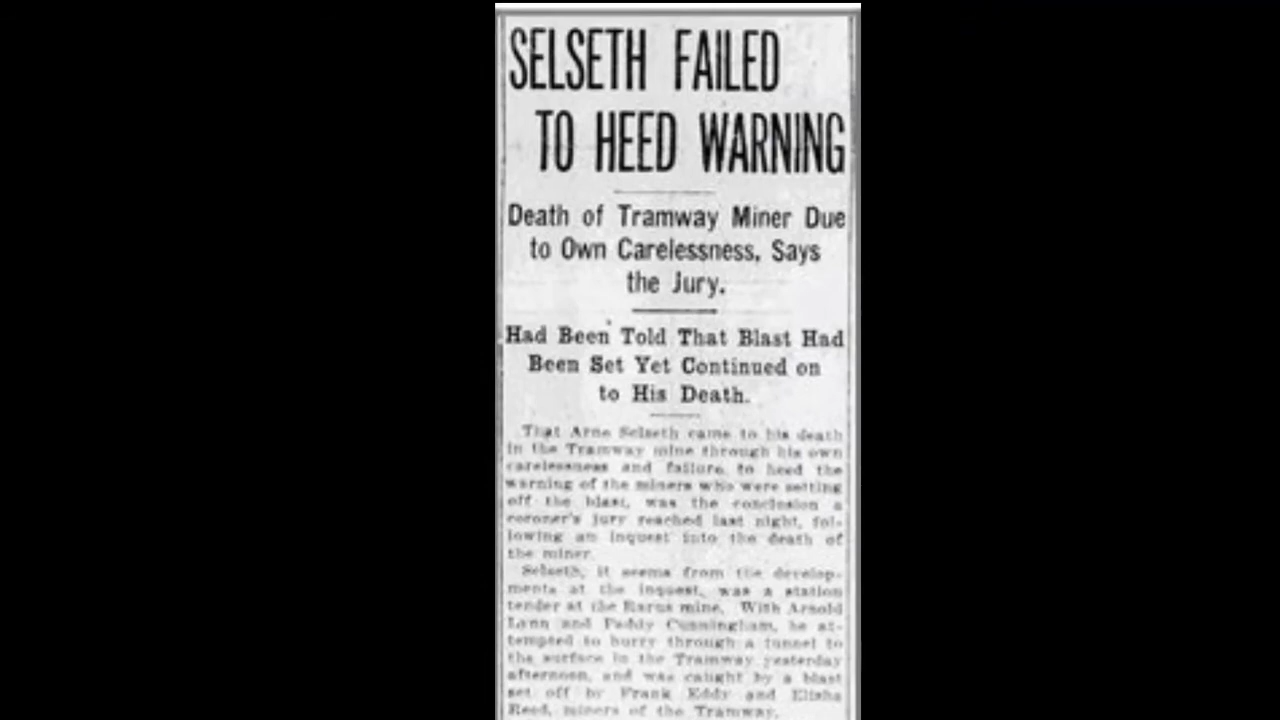 SELSETH FAILED
TO HEED WARNING
Death of Tramway Miner Due
to Own Carelessness, Says
the Jury.
Had Been Told That Blast Had
Been Set Yet Continued on
to His Death.
That Arne Selseth came to his death
in the Tramway mine through his own
carelessness and failure to heed the
warning of the miners who were setting
off the blast, was the conclusion a
coroner's jury reached last night, fol-
lowing an inquest into the death of
the miner.
Selseth, it seems from the develop-
ments at the inquest, was a station
tender at the Rarus mine. With Arnold
Lynn and Paddy Cunningham, he at-
tempted to hurry through a tunnel to
the surface in the Tramway yesterday
afternoon, and was caught by a blast
set off by Frank Eddy and Elisha
Reed, miners of the Tramway.